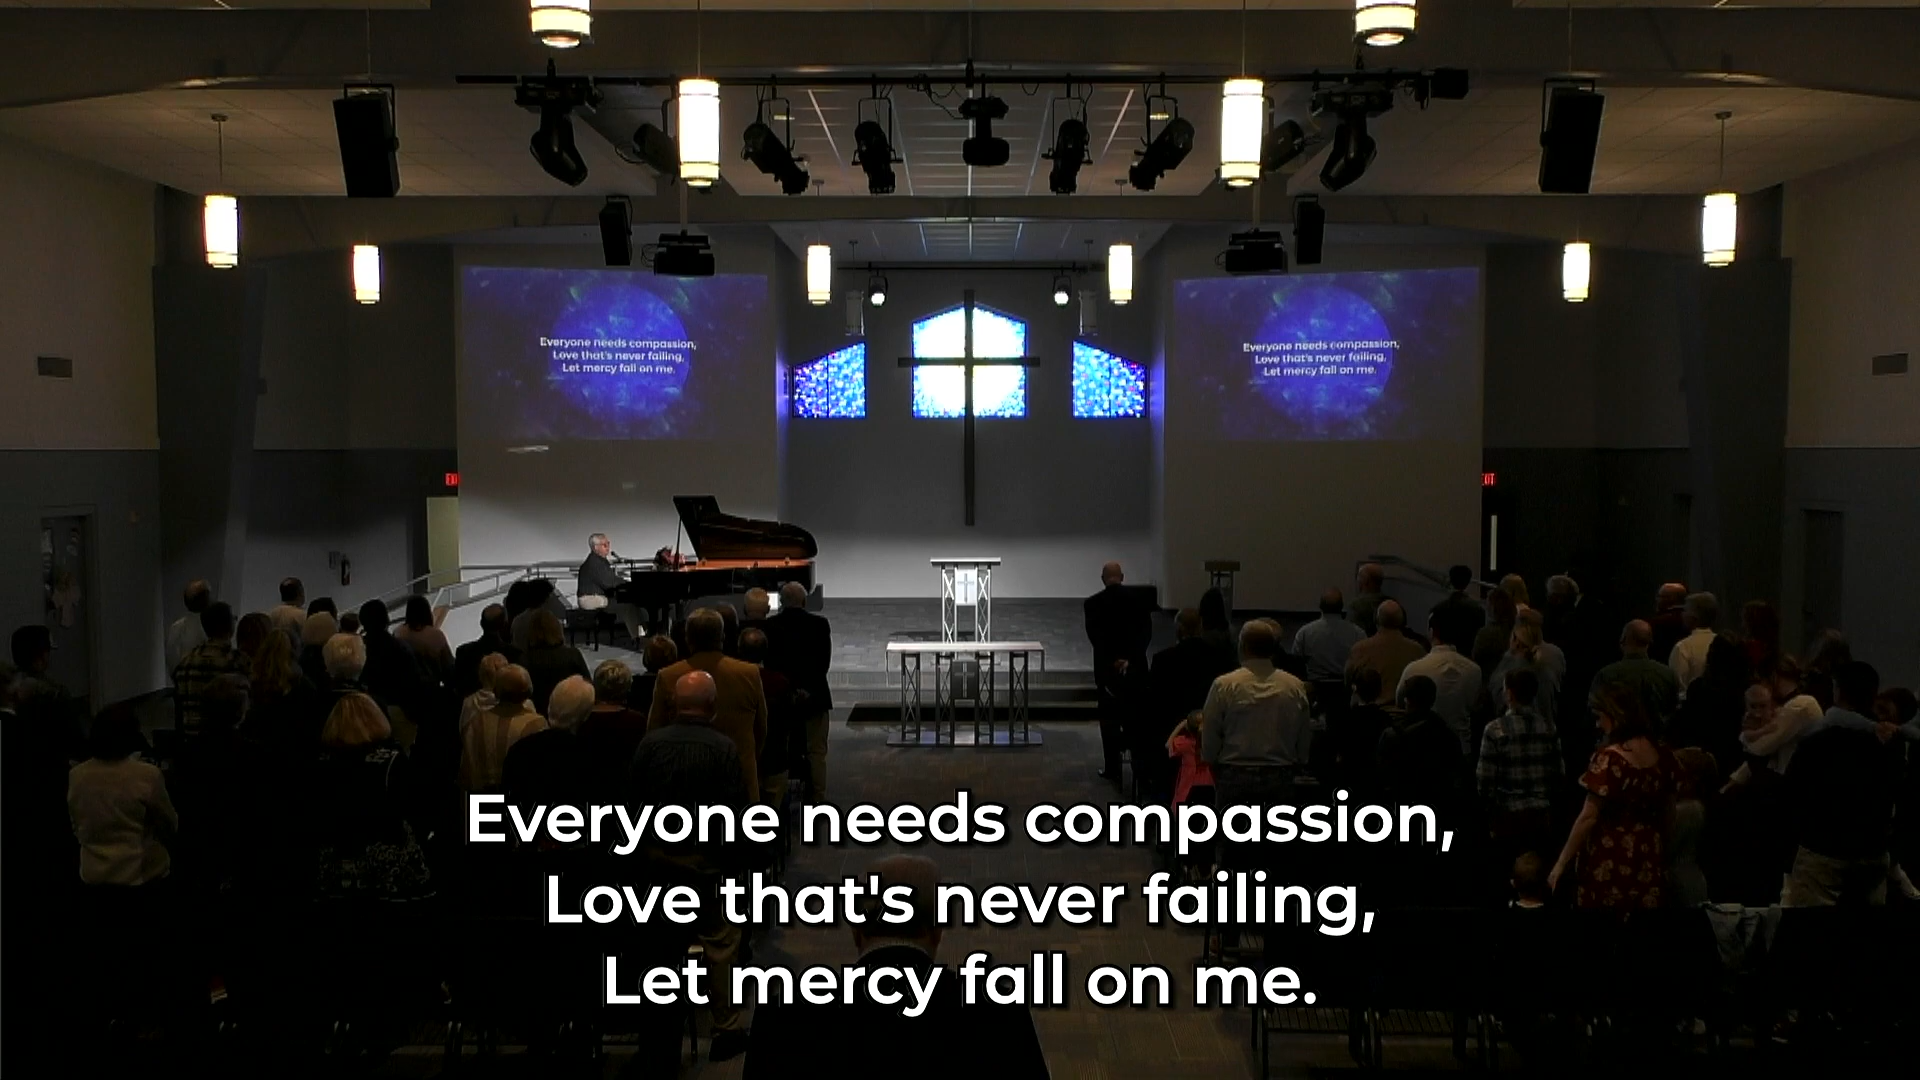 Everyone needs compassion,
Love that's never failing,
Let mercy fall on me.
Everyone needs compassion,
Love that's never failing,
Let mercy fall on me.
EXIT
Everyone needs compassion,
Love that's never failing,
Let mercy fall on me.